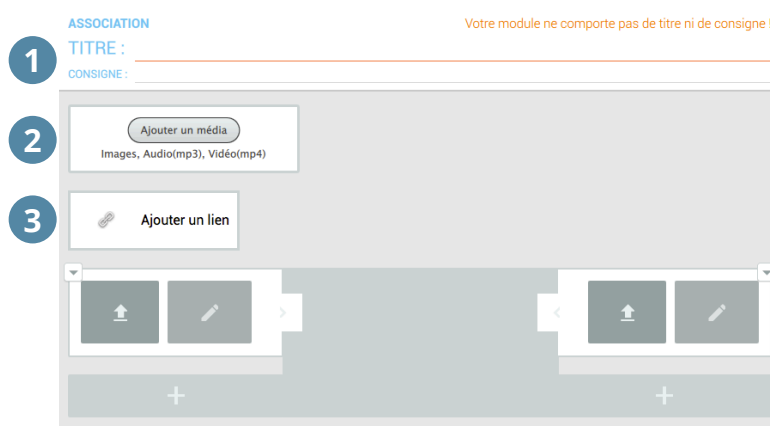 ASSOCIATION
Votre module ne comporte pas de titre ni de consigne !
1
TITRE :
CONSIGNE :
2
Ajouter un média
Images, Audio(mp3), Vidéo(mp4)
3
Ajouter un lien